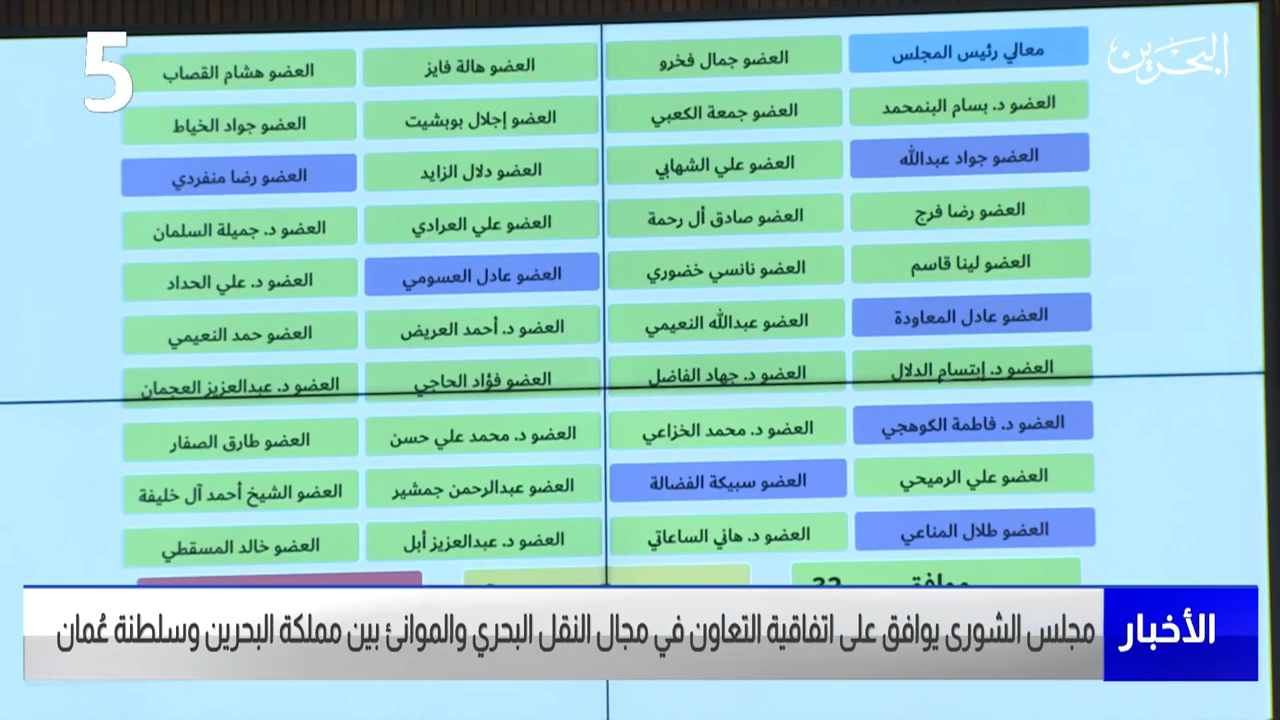 5
البحرين
معالي رئيس المجلس
العضو جمال فخرو
العضو هالة فايز
العضو هشام القصاب
العضو د. بسام البنمحمد
العضو جمعة الكعبي
العضو إجلال بوبشيت
العضو جواد الخياط
العضو جواد عبدالله
العضو علي الشهابي
العضو دلال الزايد
العضو رضا منفردي
العضو رضا فرج
العضو صادق أل رحمة
العضو علي العرادي
العضو د. جميلة السلمان
العضو لينا قاسم
العضو نانسي خضوري
العضو عادل العسومي
العضو د. علي الحداد
العضو عادل المعاودة
العضو عبدالله النعيمي
العضو د. أحمد العريض
العضو حمد النعيمي
العضو د. إبتسام الدلال
العضو د. جهاد الفاضل
العضو فؤاد الحاجي
العضو د. عبدالعزيز العجمان
العضو د. فاطمة الكوهجي
العضو د. محمد الخزاعي
العضو د. محمد علي حسن
العضو طارق الصفار
العضو علي الرميحي
العضو سبيكة الفضالة
العضو عبدالرحمن جمشير
العضو الشيخ أحمد آل خليفة
العضو طلال المناعي
العضو د. هاني الساعاتي
العضو د. عبدالعزيز أبل
العضو خالد المسقطي
موافق 32
الأخبار
مجلس الشورى يوافق على اتفاقية التعاون في مجال النقل البحري والموانئ بين مملكة البحرين وسلطنة عُمان